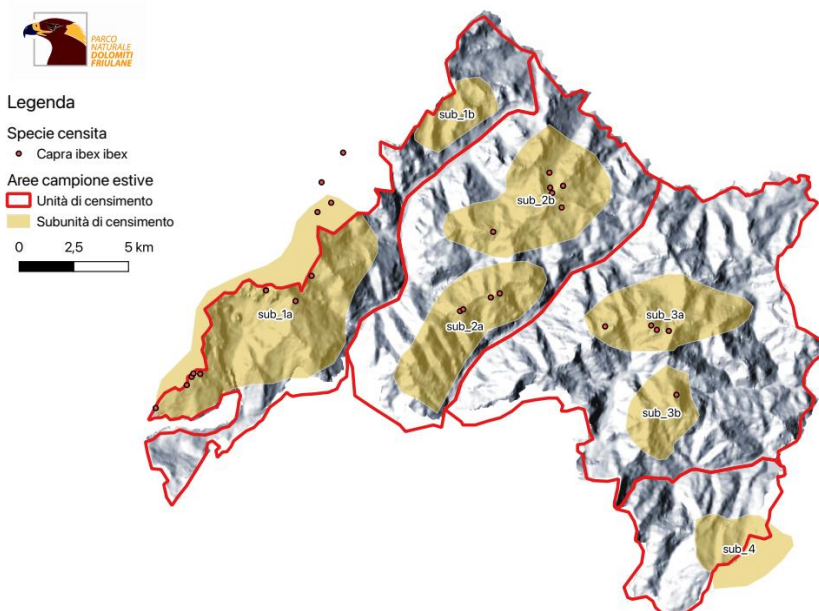 PARCO
NATURALE
DOLOMITI
FRIULANE
Legenda
Specie censita
Capra ibex ibex
Aree campione estive
Unità di censimento
Subunità di censimento
0 2,5 5 km
sub_1b
sub_2b
sub_1a
sub_2a
sub_3a
sub_3b
sub_4